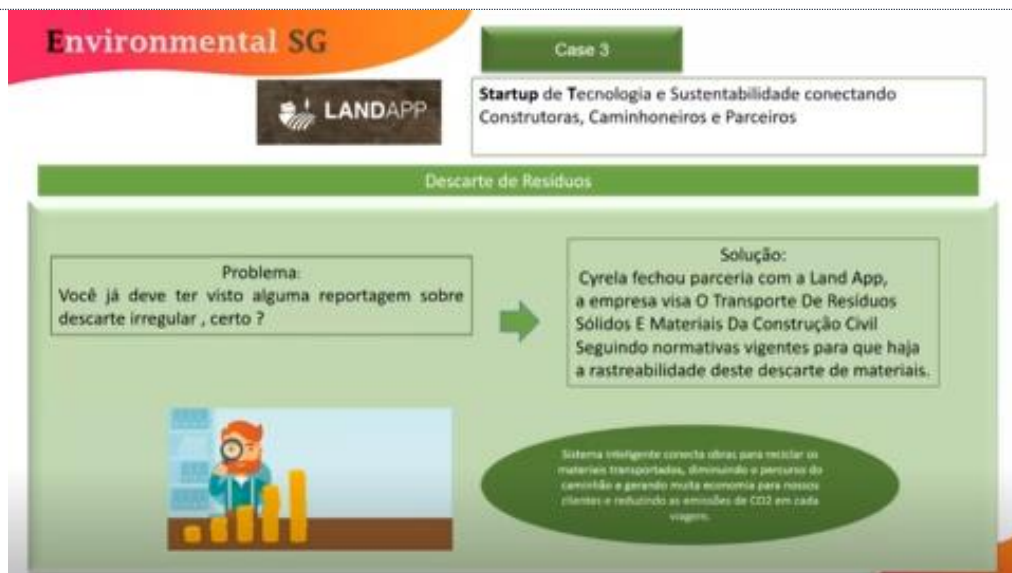 Environmental SG
Case 3
LANDAPP
Startup de Tecnologia e Sustentabilidade conectando
Construtoras, Caminhoneiros e Parceiros
Descarte de Resíduos
Problema:
Você já deve ter visto alguma reportagem sobre
descarte irregular , certo ?
Solução:
Cyrela fechou parceria com a Land App,
a empresa visa O Transporte De Resíduos
Sólidos E Materiais Da Construção Civil
Seguindo normativas vigentes para que haja
a rastreabilidade deste descarte de materiais.
Sistema inteligente conecta obras para reciclar os
materiais transportados, diminuindo o percurso do
caminhão e gerando muita economia para nossos
clientes e reduzindo as emissões de CO2 em cada
viagem.